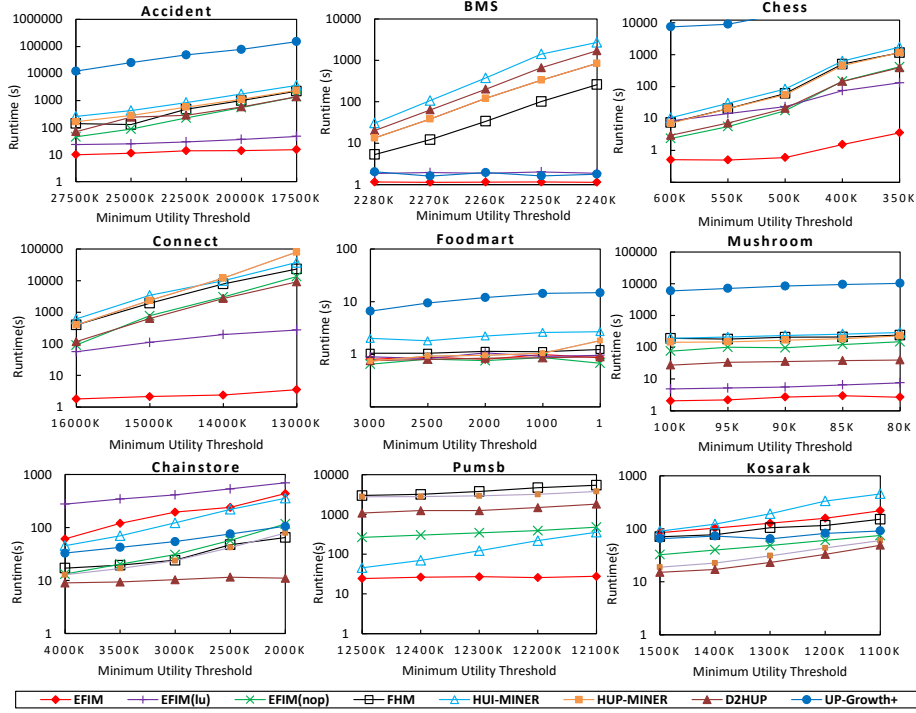 Accident
Runtime (s)
1000000
100000
10000
1000
100
10
1
27500K 25000K 22500K 20000K 17500K
Minimum Utility Threshold
BMS
Runtime (s)
10000
1000
100
10
1
2280K 2270K 2260K 2250K 2240K
Minimum Utility Threshold
Chess
Runtime (s)
1000
100
10
1
600K 550K 500K 400K 350K
Minimum Utility Threshold
Connect
Runtime(s)
100000
10000
1000
100
10
1
16000K 15000K 14000K 13000K
Minimum Utility Threshold
Foodmart
Runtime (s)
100
10
1
3000 2500 2000 1000 1
Minimum Utility Threshold
Mushroom
Runtime (s)
100000
10000
1000
100
10
1
100K 95K 90K 85K 80K
Minimum Utility Threshold
Chainstore
Runtime (s)
1000
100
10
1
4000K 3500K 3000K 2500K 2000K
Minimum Utility Threshold
Pumsb
Runtime (s)
100000
10000
1000
100
10
1
12500K 12400K 12300K 12200K 12100K
Minimum Utility Threshold
Kosarak
Runtime (s)
1000
100
10
1
1500K 1400K 1300K 1200K 1100K
Minimum Utility Threshold
EFIM EFIM(lu) EFIM(nop) FHM HUI-MINER HUP-MINER D2HUP UP-Growth+